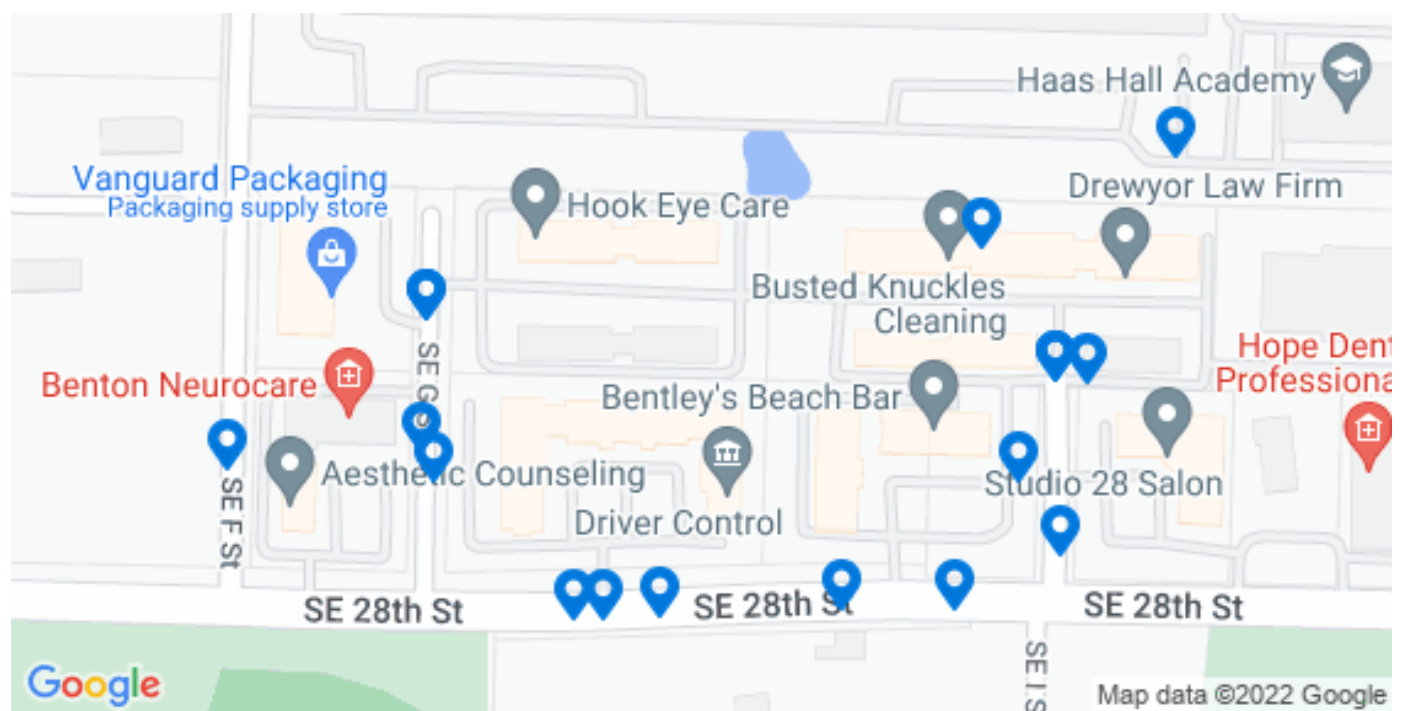 Haas Hall Academy
Vanguard Packaging
Packaging supply store
Drewyor Law Firm
Hook Eye Care
Busted Knuckles
Cleaning
Hope Dent
Professiona
SE G S
Benton Neurocare
Bentley's Beach Bar
Aesthetic Counseling
Studio 28 Salon
SE F St
Driver Control
SE 28th St
SE 28th St
SE 28th St
SE I S
Google
Map data ©2022 Google